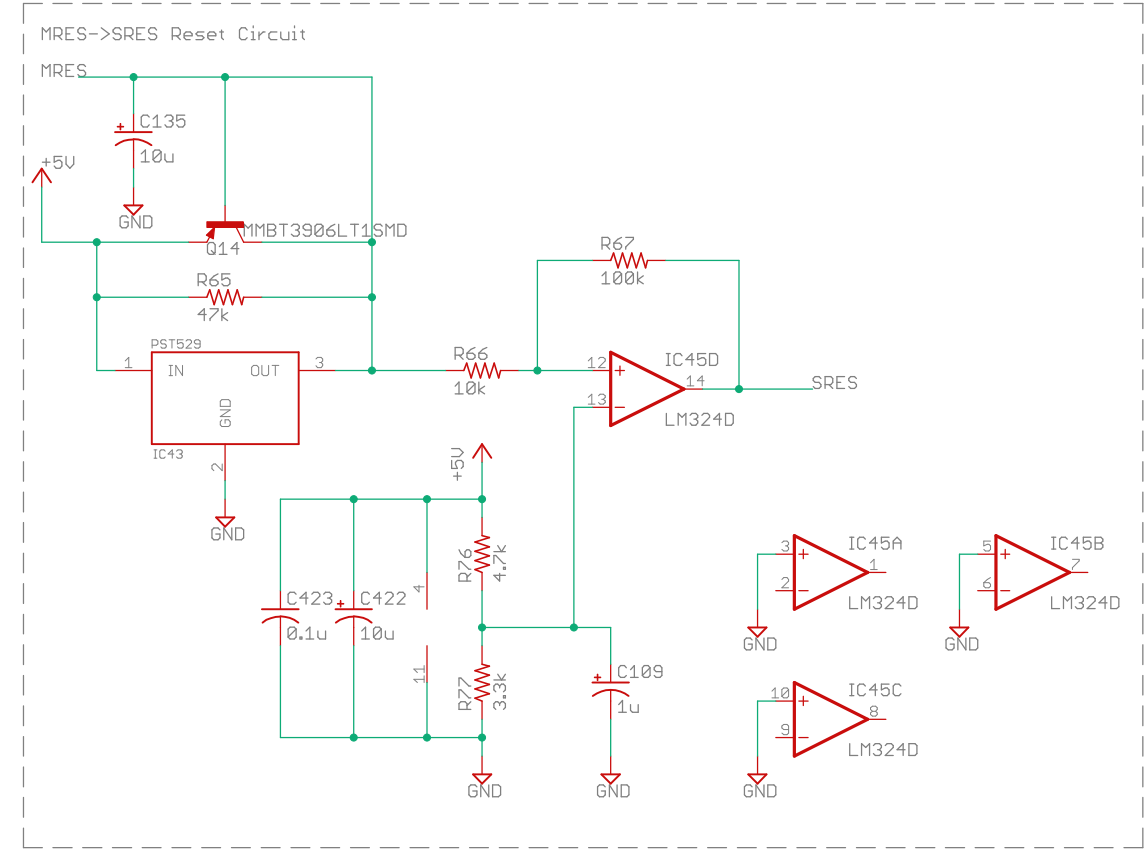 MRES->SRES Reset Circuit
MRES
+
C135
10u
+5V
GND
MMBT3906LT1SMD
Q14
R65
47k
PST529
1
IN
OUT
3
GND
IC43
2
GND
R66
10k
R67
100k
12
+
13
−
IC45D
14
LM324D
SRES
+5V
R76
4.7k
4
C423
0.1u
+
C422
10u
11
R77
3.3k
+
C109
1u
GND
GND
3
+
2
−
IC45A
1
LM324D
GND
5
+
6
−
IC45B
7
LM324D
GND
10
+
9
−
IC45C
8
LM324D
GND